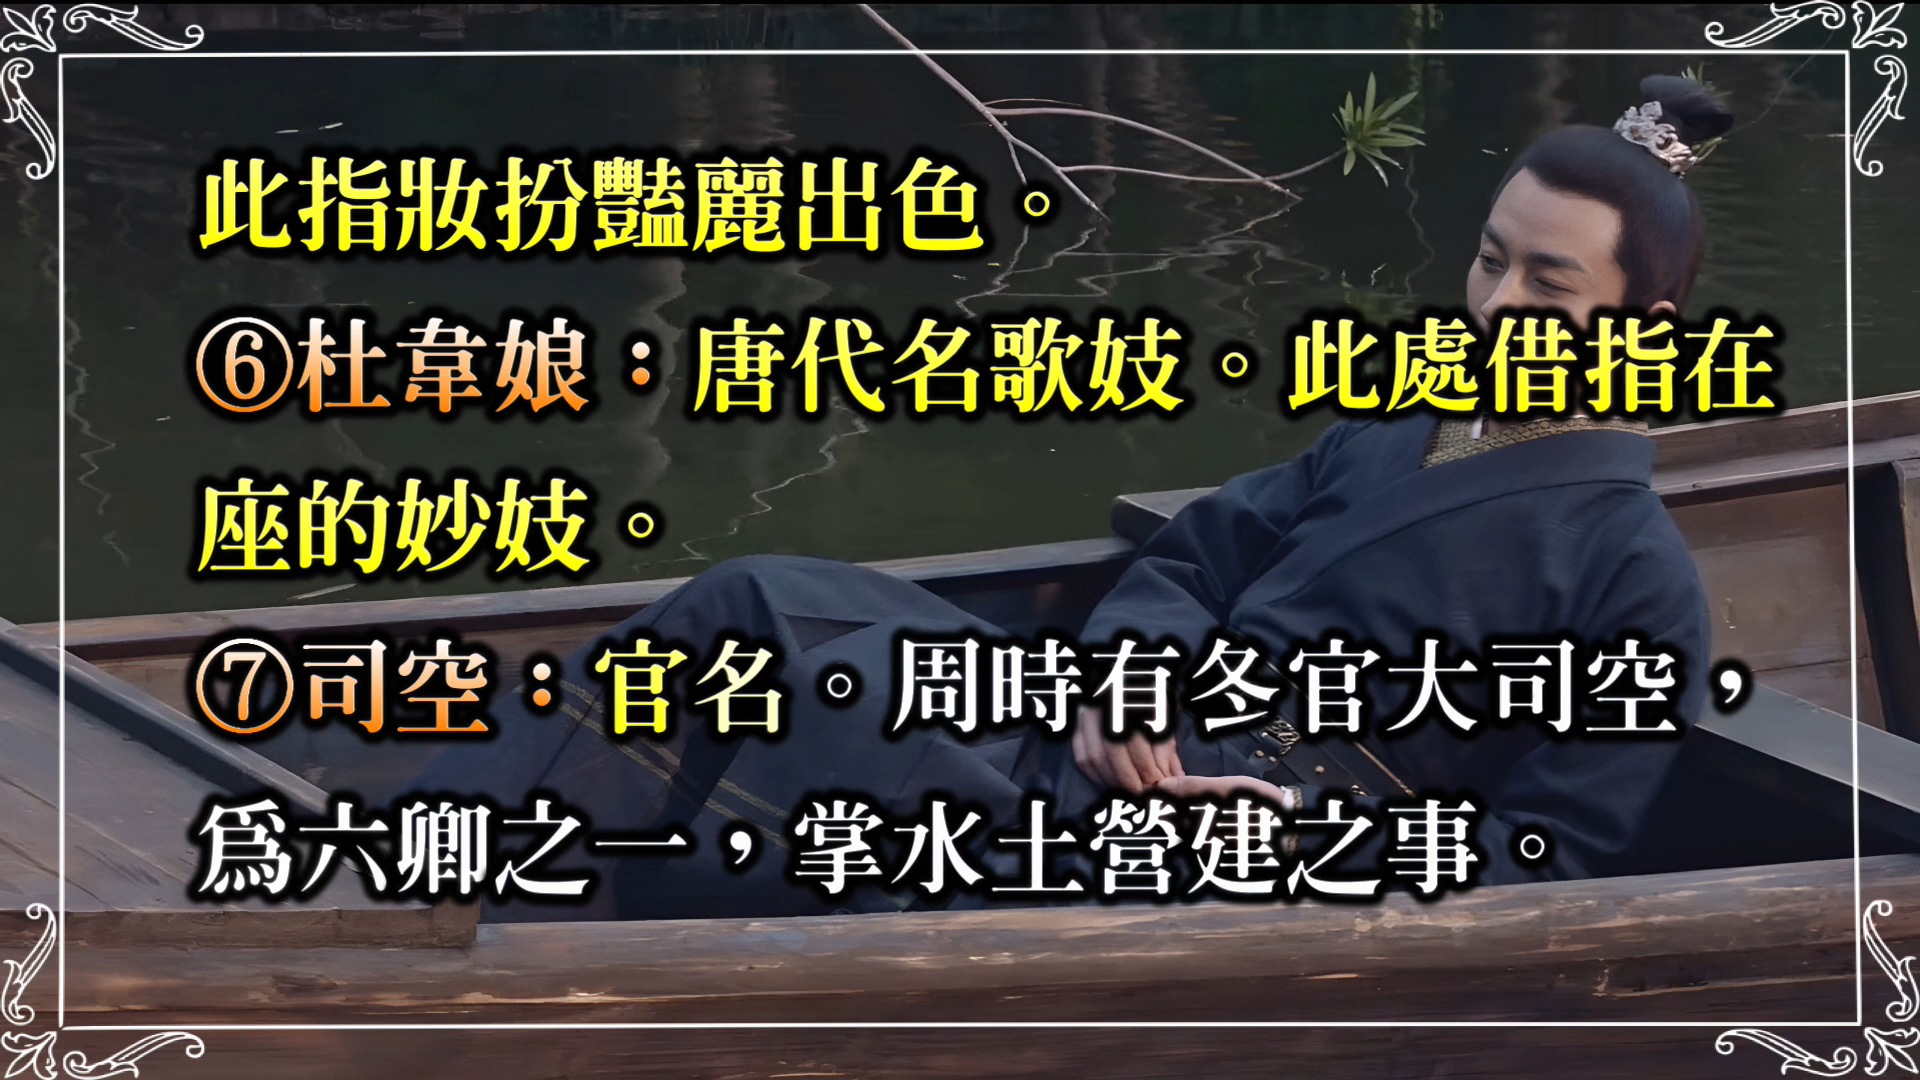 此指妝扮豔麗出色。
⑥杜韋娘：唐代名歌妓。此處借指在
座的妙妓。
⑦司空：官名。周時有冬官大司空，
爲六卿之一，掌水土營建之事。